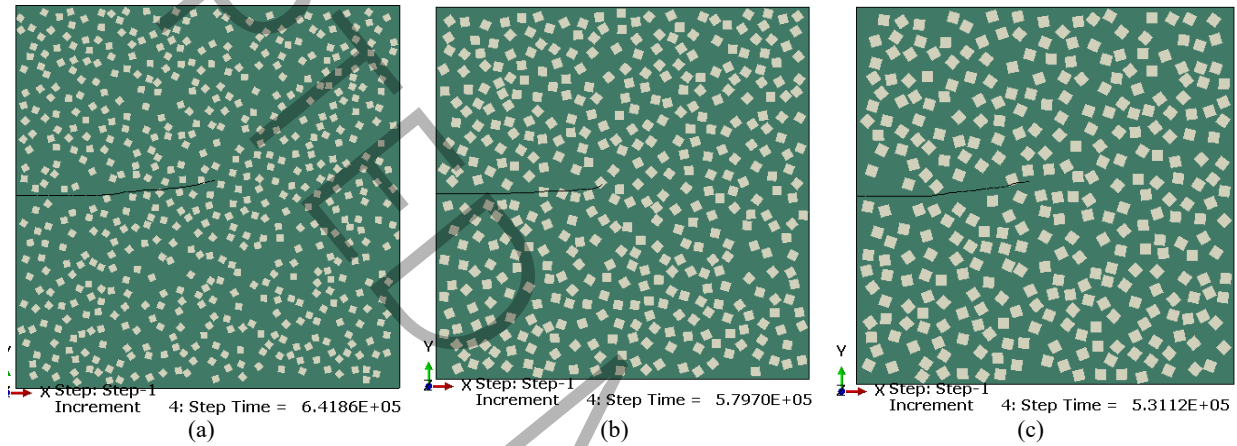 Y
X Step: Step-1
Increment 4: Step Time = 6.4186E+05
(a)
Y
Z X Step: Step-1
Increment 4: Step Time = 5.7970E+05
(b)
Y
Z X Step: Step-1
Increment 4: Step Time = 5.3112E+05
(c)